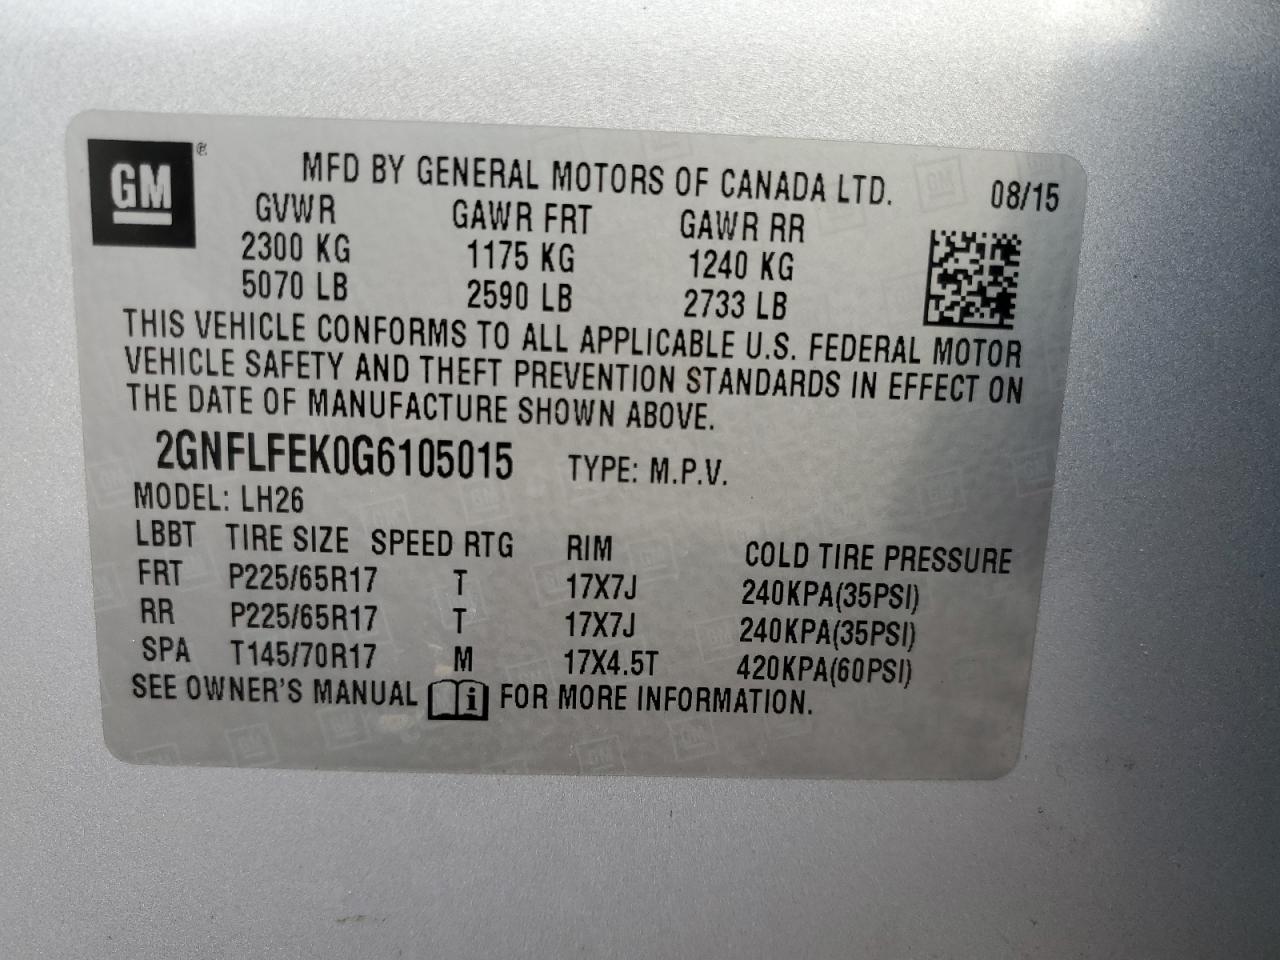 GM®
MFD BY GENERAL MOTORS OF CANADA LTD. 08/15
GVWR GAWR FRT GAWR RR
2300 KG 1175 KG 1240 KG
5070 LB 2590 LB 2733 LB
THIS VEHICLE CONFORMS TO ALL APPLICABLE U.S. FEDERAL MOTOR
VEHICLE SAFETY AND THEFT PREVENTION STANDARDS IN EFFECT ON
THE DATE OF MANUFACTURE SHOWN ABOVE.
2GNFLFEK0G6105015 TYPE: M.P.V.
MODEL: LH26
LBBT TIRE SIZE SPEED RTG RIM COLD TIRE PRESSURE
FRT P225/65R17 T 17X7J 240KPA(35PSI)
RR P225/65R17 T 17X7J 240KPA(35PSI)
SPA T145/70R17 M 17X4.5T 420KPA(60PSI)
SEE OWNER'S MANUAL i FOR MORE INFORMATION.